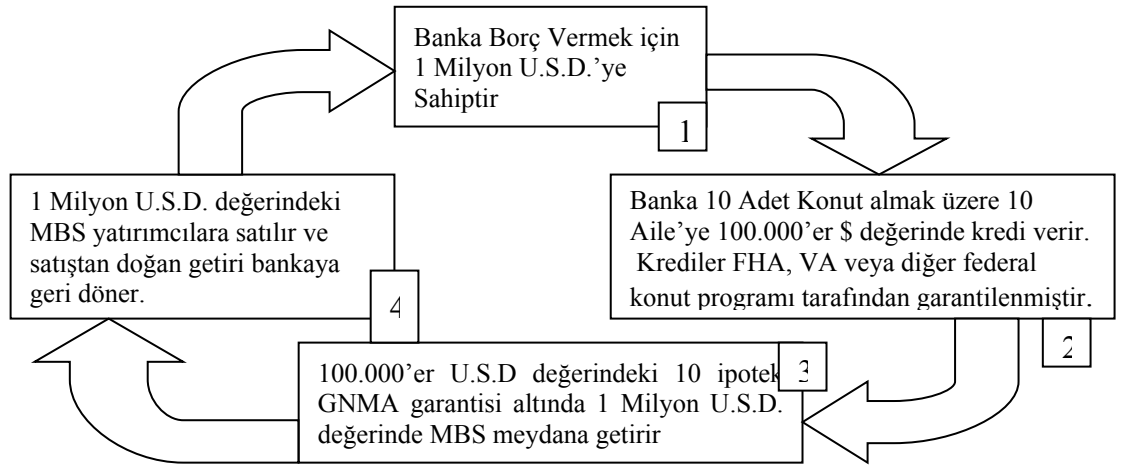 Banka Borç Vermek için
1 Milyon U.S.D.’ye
Sahiptir
1
Banka 10 Adet Konut almak üzere 10
Aile’ye 100.000’er $ değerinde kredi verir.
Krediler FHA, VA veya diğer federal
konut programı tarafından garantilenmiştir.
2
100.000’er U.S.D değerindeki 10 ipotek
GNMA garantisi altında 1 Milyon U.S.D.
değerinde MBS meydana getirir
3
1 Milyon U.S.D. değerindeki
MBS yatırımcılara satılır ve
satıştan doğan getiri bankaya
geri döner.
4